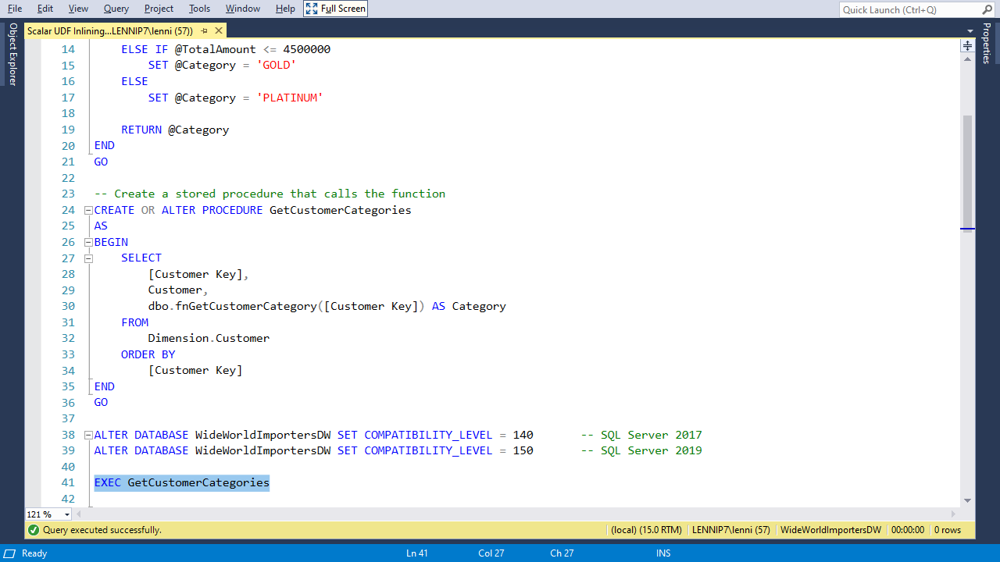 File Edit View Query Project Tools Window Help Full Screen
Quick Launch (Ctrl+Q)
Object Explorer
Scalar UDF Inlining...LENNIP7\lenni (57))
Properties
14 ELSE IF @TotalAmount <= 4500000
15 SET @Category = 'GOLD'
16 ELSE
17 SET @Category = 'PLATINUM'
18
19 RETURN @Category
20 END
21 GO
22
23 -- Create a stored procedure that calls the function
24 CREATE OR ALTER PROCEDURE GetCustomerCategories
25 AS
26 BEGIN
27 SELECT
28 [Customer Key],
29 Customer,
30 dbo.fnGetCustomerCategory([Customer Key]) AS Category
31 FROM
32 Dimension.Customer
33 ORDER BY
34 [Customer Key]
35 END
36 GO
37
38 ALTER DATABASE WideWorldImportersDW SET COMPATIBILITY_LEVEL = 140 -- SQL Server 2017
39 ALTER DATABASE WideWorldImportersDW SET COMPATIBILITY_LEVEL = 150 -- SQL Server 2019
40
41 EXEC GetCustomerCategories
42
121 %
Query executed successfully. (local) (15.0 RTM) LENNIP7\lenni (57) WideWorldImportersDW 00:00:00 0 rows
Ready Ln 41 Col 27 Ch 27 INS